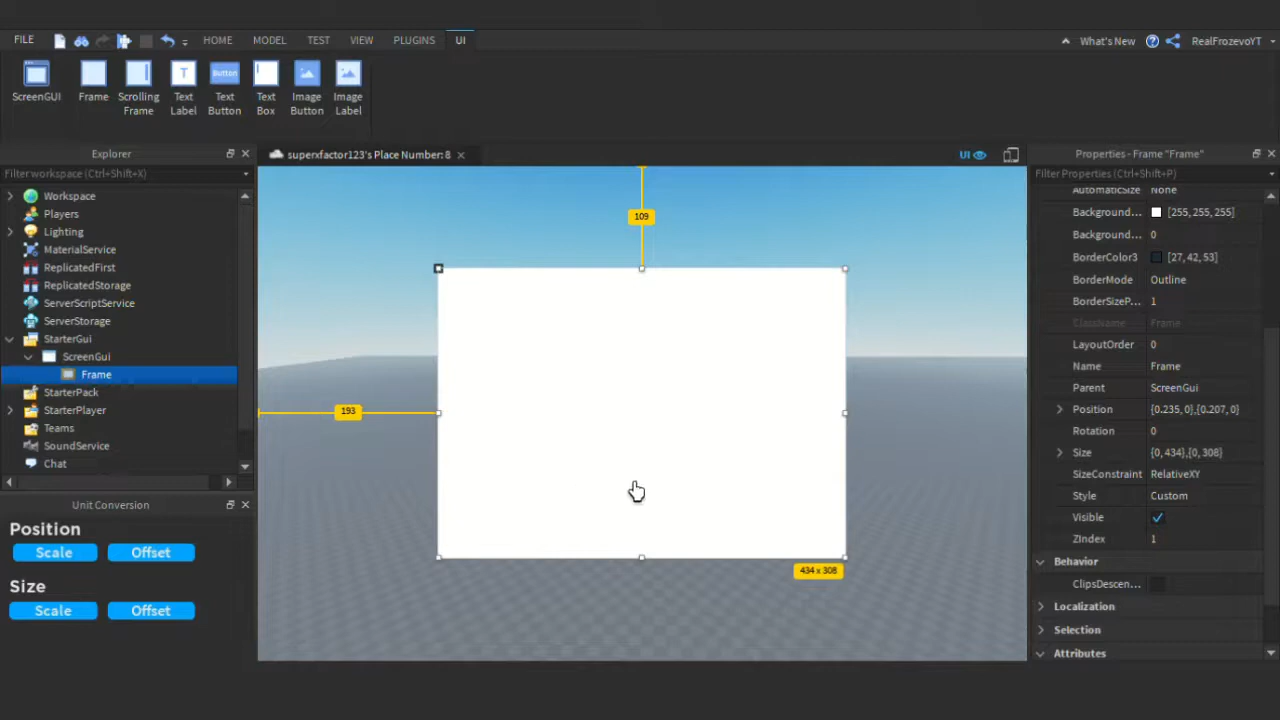 FILE
HOME
MODEL
TEST
VIEW
PLUGINS
UI
What's New
RealFrozevoYT
ScreenGUI
Frame
Scrolling
Frame
Text
Label
T
Text
Button
Button
Text
Box
Image
Button
Image
Label
Explorer
Filter workspace (Ctrl+Shift+X)
Workspace
Players
Lighting
MaterialService
ReplicatedFirst
ReplicatedStorage
ServerScriptService
ServerStorage
StarterGui
ScreenGui
Frame
StarterPack
StarterPlayer
Teams
SoundService
Chat
Unit Conversion
Position
Scale Offset
Size
Scale Offset
superxfactor123's Place Number: 8
UI
109
193
434 x 308
Properties - Frame "Frame"
Filter Properties (Ctrl+Shift+P)
AutomaticSize None
Background... [255, 255, 255]
Background... 0
BorderColor3 [27, 42, 53]
BorderMode Outline
BorderSizeP... 1
ClassName Frame
LayoutOrder 0
Name Frame
Parent ScreenGui
Position {0.235, 0},{0.207, 0}
Rotation 0
Size {0, 434},{0, 308}
SizeConstraint RelativeXY
Style Custom
Visible
ZIndex 1
Behavior
ClipsDescen...
Localization
Selection
Attributes